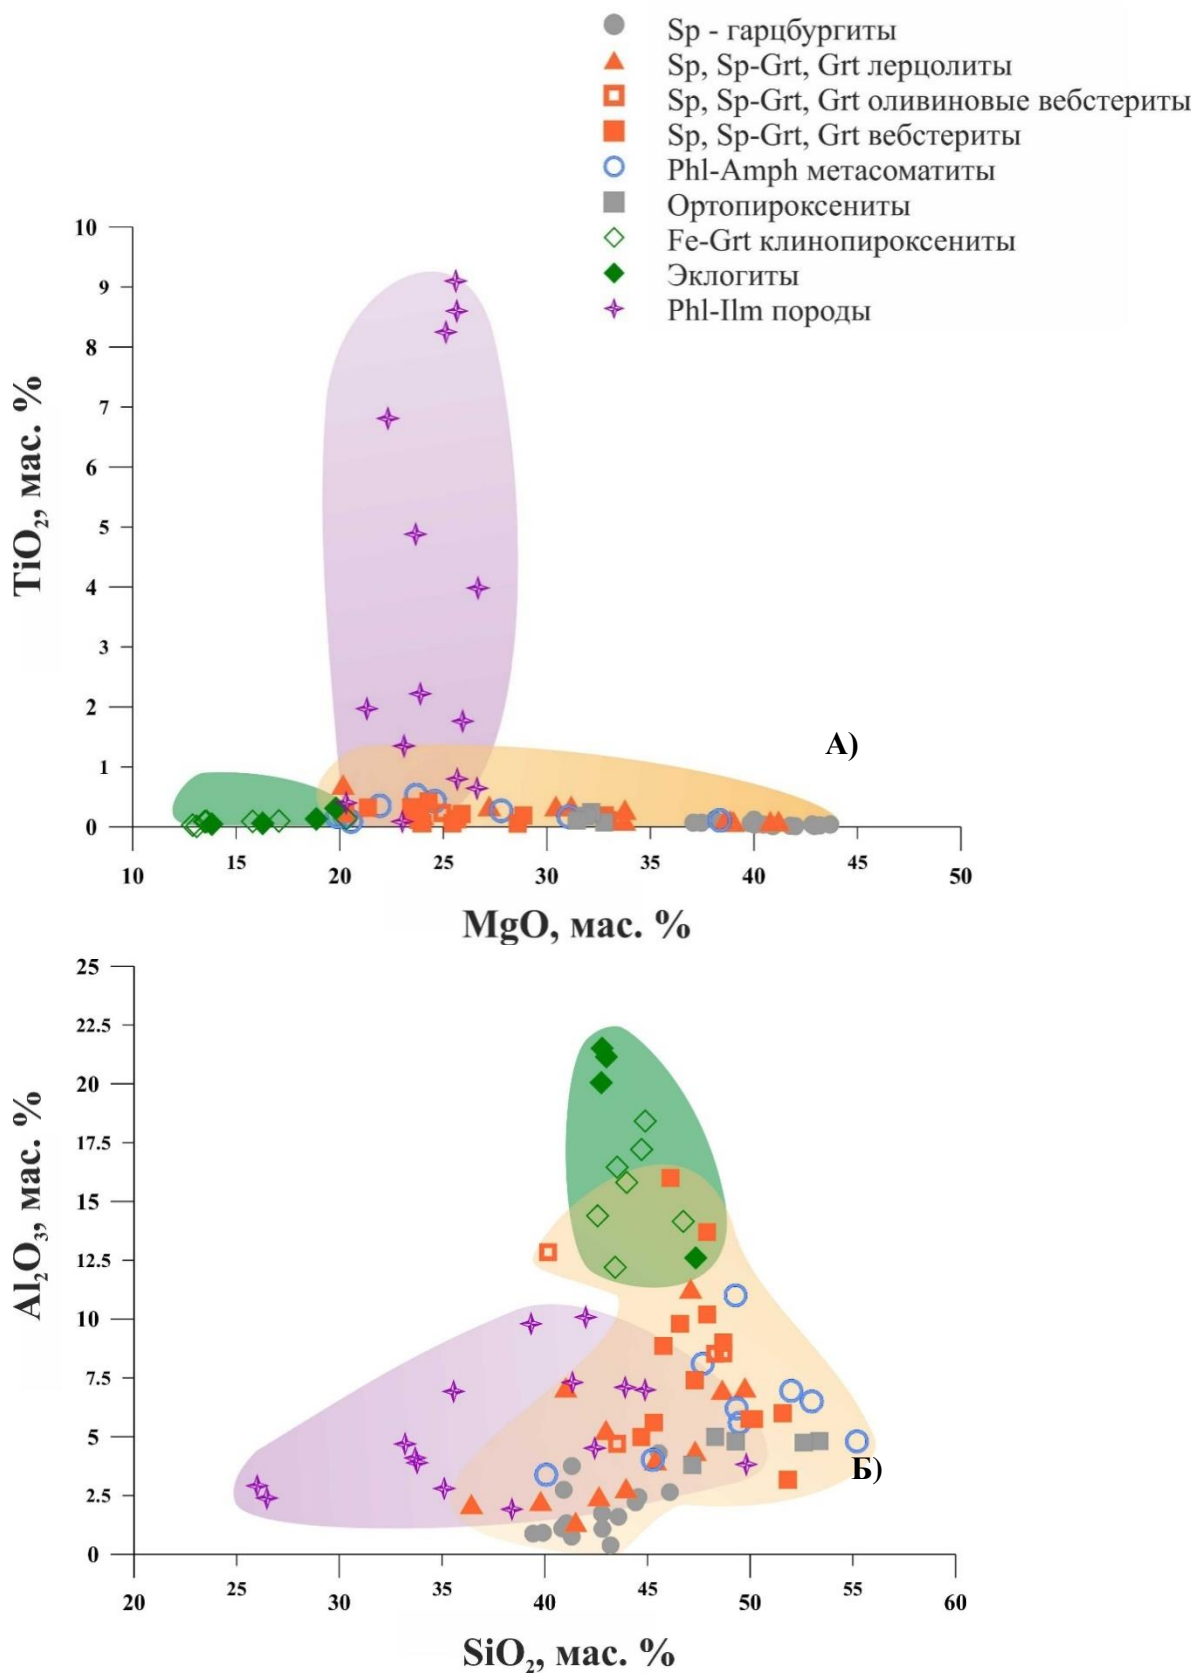 Sp - гарцбургиты
Sp, Sp-Grt, Grt лерцолиты
Sp, Sp-Grt, Grt оливиновые вебстериты
Sp, Sp-Grt, Grt вебстериты
Phl-Amph метасоматиты
Ортопироксениты
Fe-Grt клинопироксениты
Эклогиты
Phl-Ilm породы
10
9
8
7
6
5
4
3
2
1
0
TiO₂, мас. %
А)
10 15 20 25 30 35 40 45 50
MgO, мас. %
25
22.5
20
17.5
15
12.5
10
7.5
5
2.5
0
Al₂O₃, мас. %
Б)
20 25 30 35 40 45 50 55 60
SiO₂, мас. %